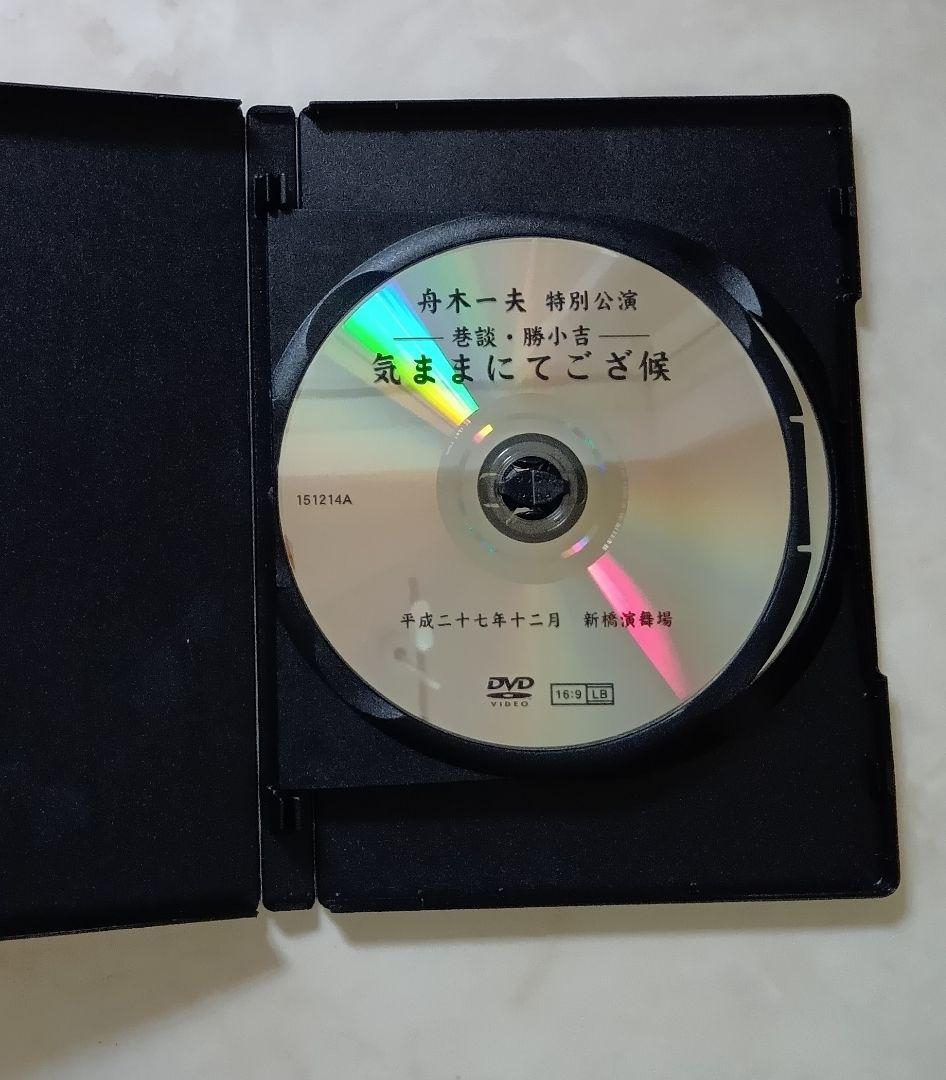 舟木一夫 特別公演
巷談・勝小吉
気ままにてござ候
151214A
平成二十七年十二月 新橋演舞場
DVD
VIDEO
16:9 LB